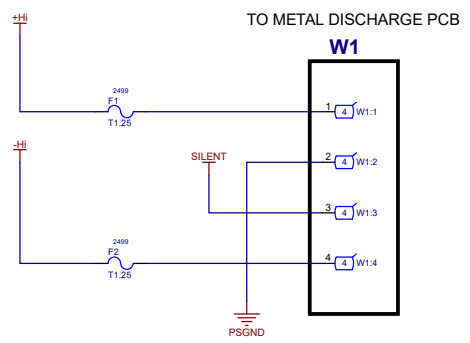 +Hi
TO METAL DISCHARGE PCB
W1
2499
F1
T1.25
1
4
W1:1
-Hi
SILENT
2
4
W1:2
3
4
W1:3
2499
F2
T1.25
4
4
W1:4
PSGND